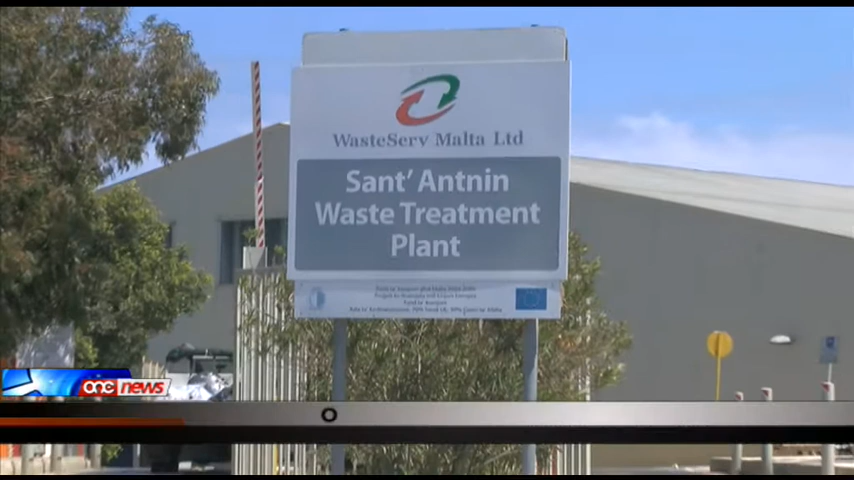 WasteServ Malta Ltd
Sant' Antnin
Waste Treatment
Plant
one news
O